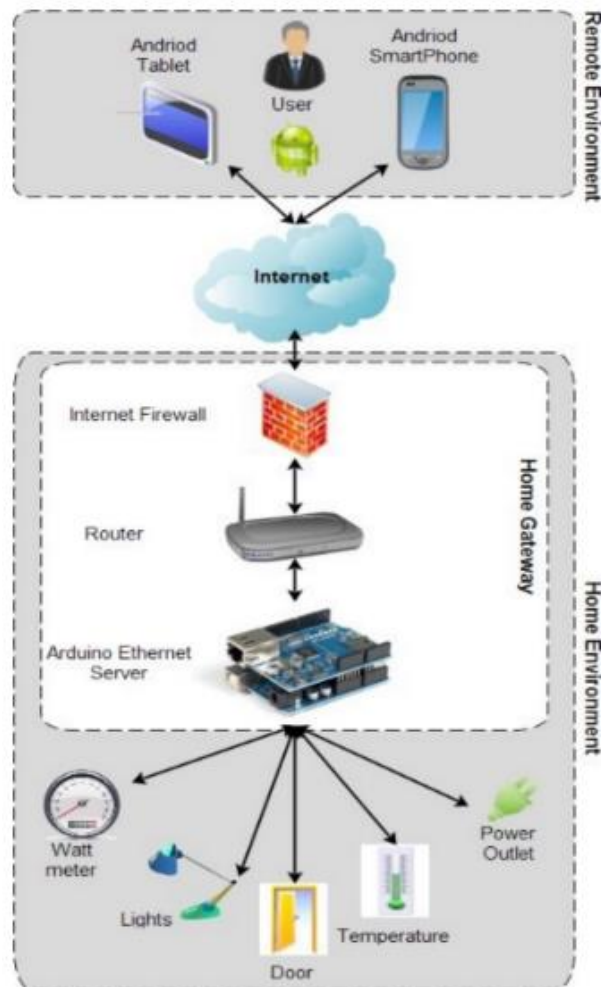 Andriod
Tablet
User
Andriod
SmartPhone
Remote Environment
Internet
Internet Firewall
Router
Arduino Ethernet
Server
Home Gateway
Home Environment
Watt
meter
Lights
Door
Temperature
Power
Outlet